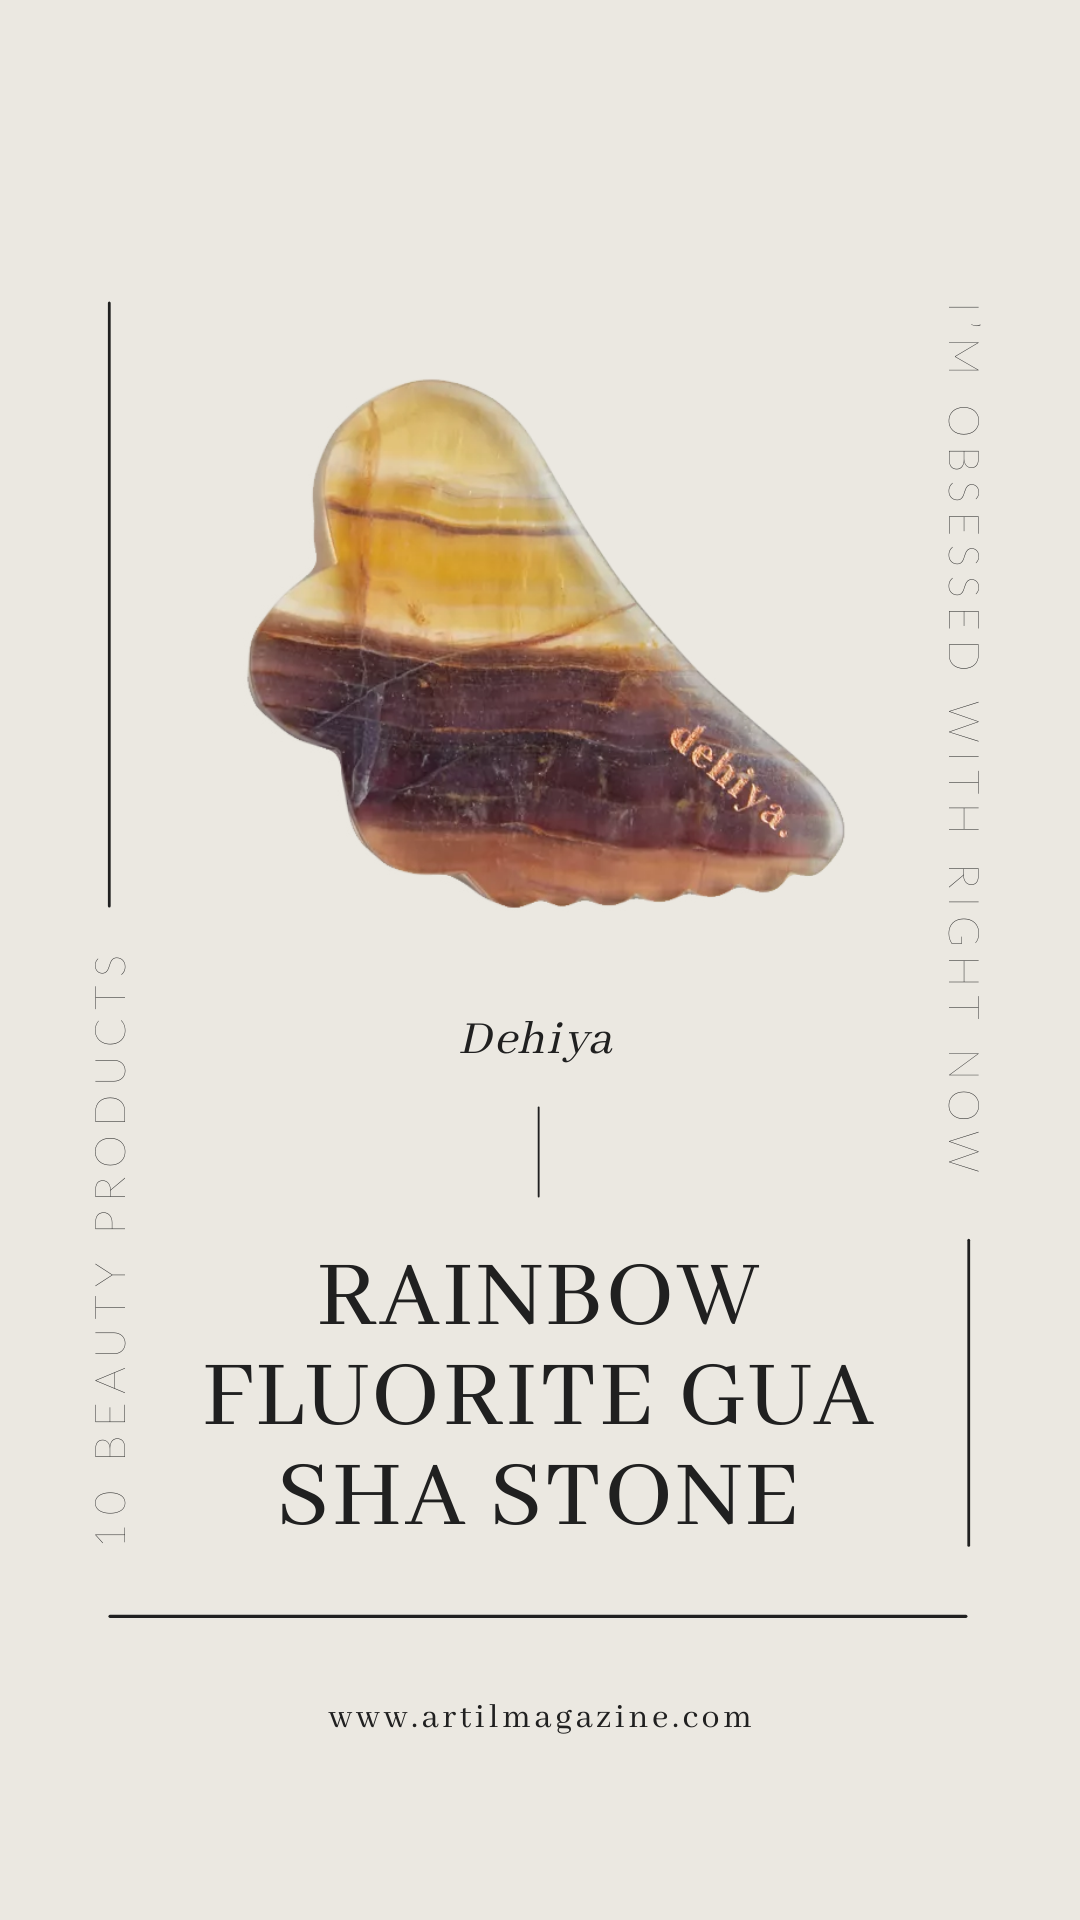 dehiya.
10 BEAUTY PRODUCTS
I'M OBSESSED WITH RIGHT NOW
Dehiya
RAINBOW
FLUORITE GUA
SHA STONE
www.artilmagazine.com